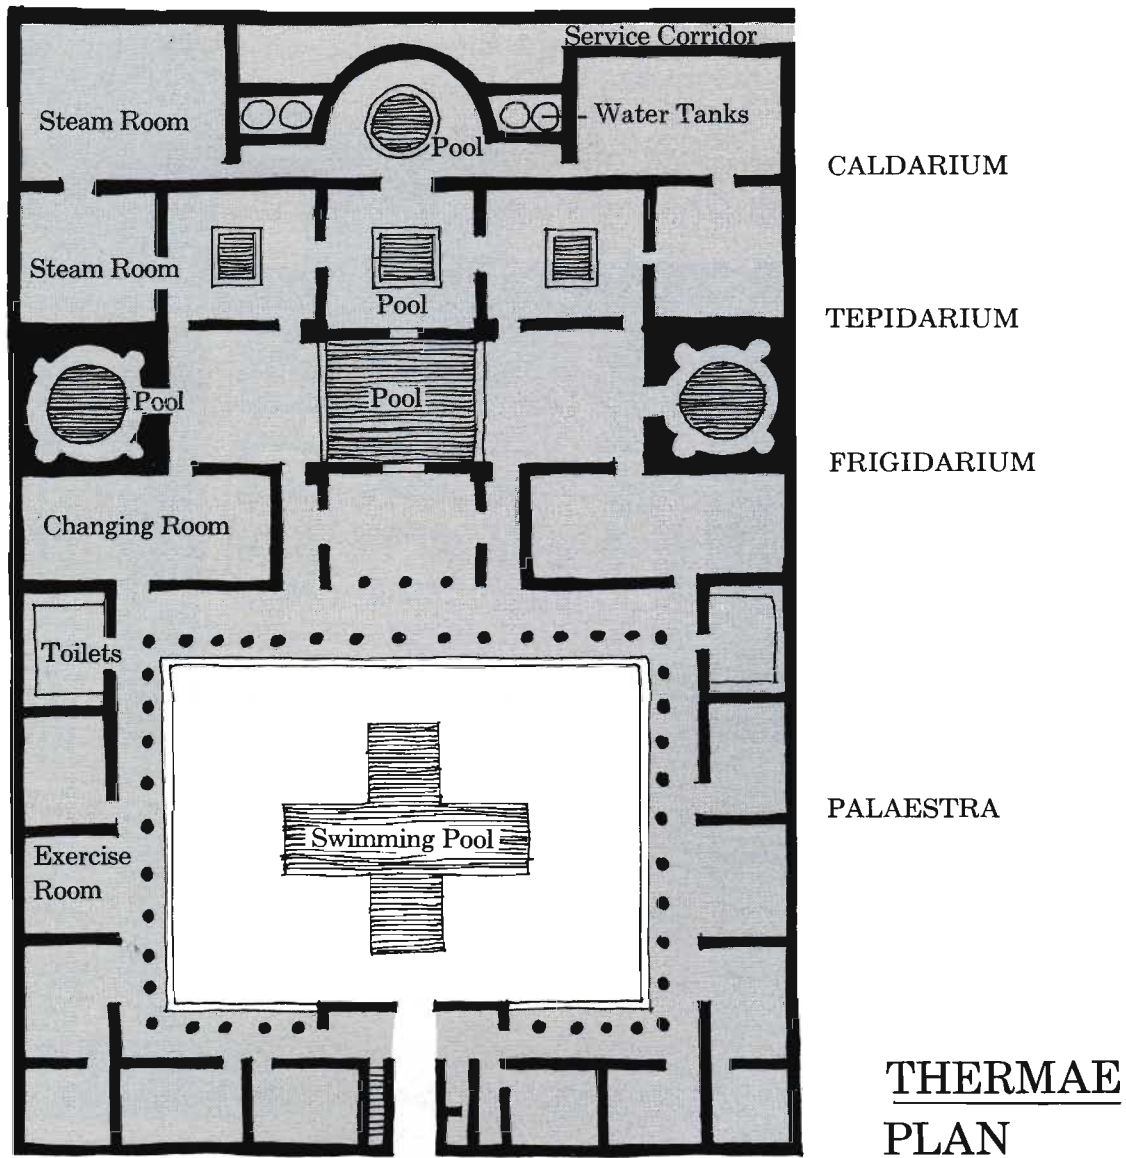 Service Corridor
Steam Room
Water Tanks
Pool
CALDARIUM
Steam Room
Pool
TEPIDARIUM
Pool
Pool
FRIGIDARIUM
Changing Room
Toilets
PALAESTRA
Swimming Pool
Exercise
Room
THERMAE
PLAN